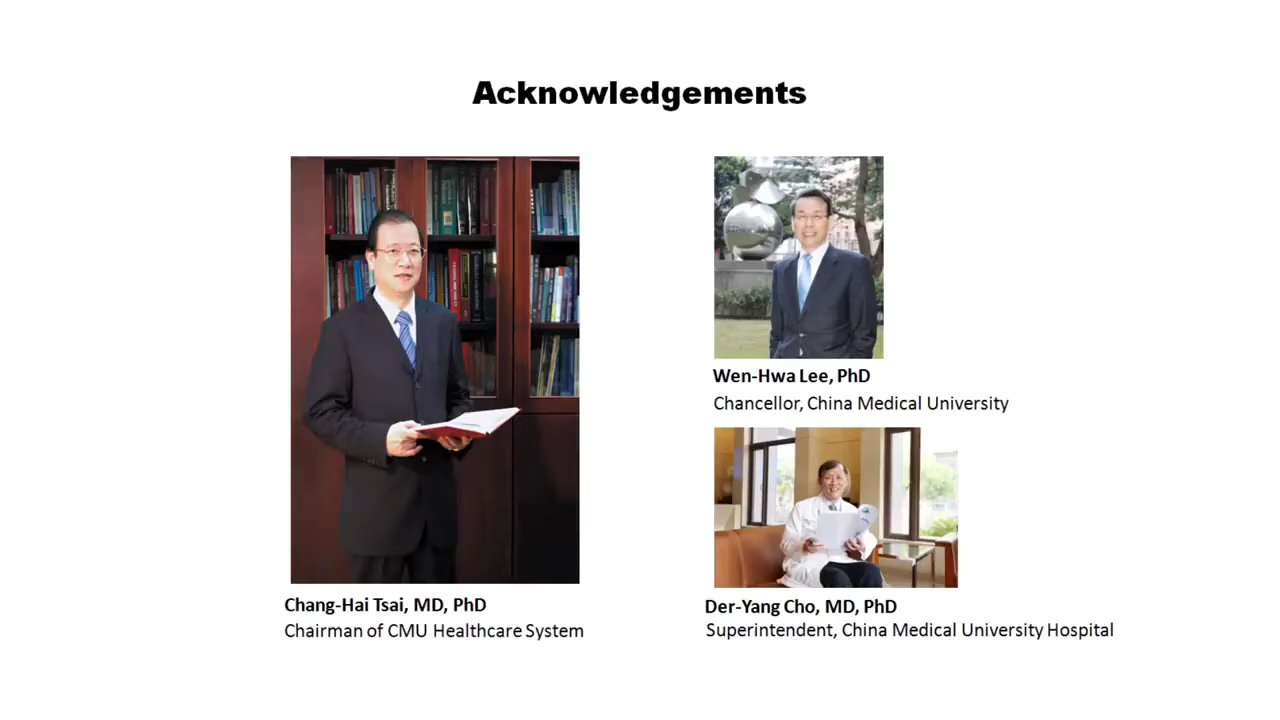 Acknowledgements
Chang-Hai Tsai, MD, PhD
Chairman of CMU Healthcare System
Wen-Hwa Lee, PhD
Chancellor, China Medical University
Der-Yang Cho, MD, PhD
Superintendent, China Medical University Hospital